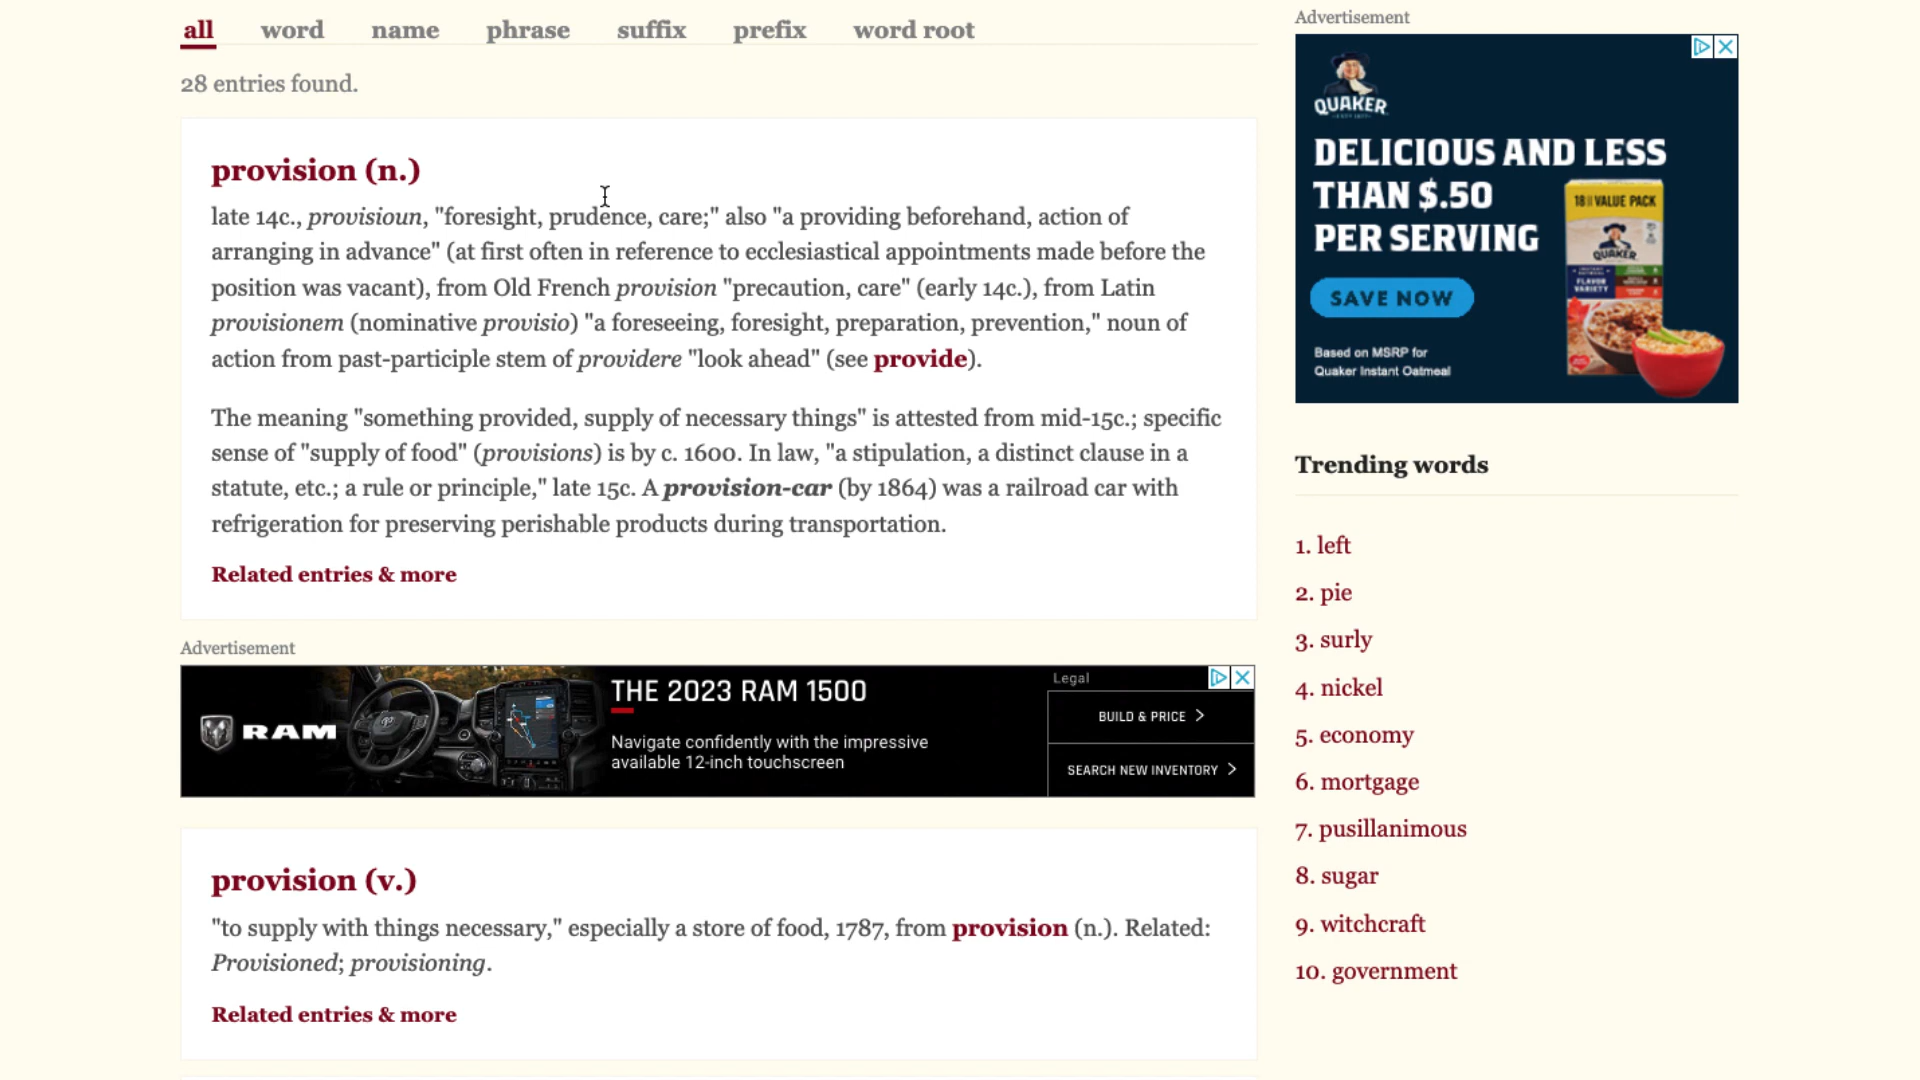 all word name phrase suffix prefix word root
28 entries found.
provision (n.)
late 14c., provisioun, "foresight, prudence, care;" also "a providing beforehand, action of
arranging in advance" (at first often in reference to ecclesiastical appointments made before the
position was vacant), from Old French provision "precaution, care" (early 14c.), from Latin
provisionem (nominative provisio) "a foreseeing, foresight, preparation, prevention," noun of
action from past-participle stem of providere "look ahead" (see provide).
The meaning "something provided, supply of necessary things" is attested from mid-15c.; specific
sense of "supply of food" (provisions) is by c. 1600. In law, "a stipulation, a distinct clause in a
statute, etc.; a rule or principle," late 15c. A provision-car (by 1864) was a railroad car with
refrigeration for preserving perishable products during transportation.
Related entries & more
Advertisement
RAM
THE 2023 RAM 1500
Navigate confidently with the impressive
available 12-inch touchscreen
Legal
BUILD & PRICE
SEARCH NEW INVENTORY
provision (v.)
"to supply with things necessary," especially a store of food, 1787, from provision (n.). Related:
Provisioned; provisioning.
Related entries & more
Advertisement
QUAKER
DELICIOUS AND LESS
THAN $.50
PER SERVING
SAVE NOW
Based on MSRP for
Quaker Instant Oatmeal
18 VALUE PACK
QUAKER
FLAVOR
VARIETY
Trending words
1. left
2. pie
3. surly
4. nickel
5. economy
6. mortgage
7. pusillanimous
8. sugar
9. witchcraft
10. government